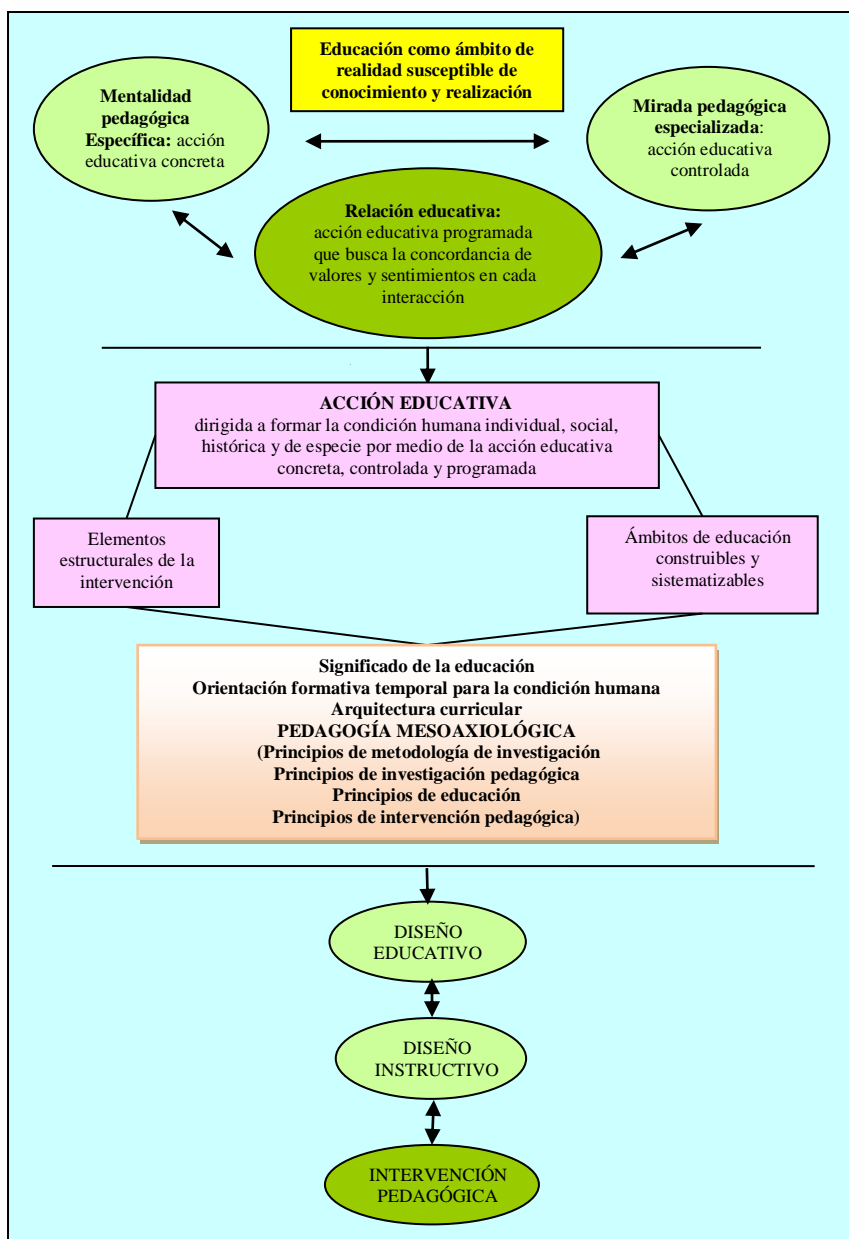 Educación como ámbito de
realidad susceptible de
conocimiento y realización
Mentalidad
pedagógica
Específica: acción
educativa concreta
Mirada pedagógica
especializada:
acción educativa
controlada
Relación educativa:
acción educativa programada
que busca la concordancia de
valores y sentimientos en cada
interacción
ACCIÓN EDUCATIVA
dirigida a formar la condición humana individual, social,
histórica y de especie por medio de la acción educativa
concreta, controlada y programada
Elementos
estructurales de la
intervención
Ámbitos de educación
construibles y
sistematizables
Significado de la educación
Orientación formativa temporal para la condición humana
Arquitectura curricular
PEDAGOGÍA MESOAXIOLÓGICA
(Principios de metodología de investigación
Principios de investigación pedagógica
Principios de educación
Principios de intervención pedagógica)
DISEÑO
EDUCATIVO
DISEÑO
INSTRUCTIVO
INTERVENCIÓN
PEDAGÓGICA